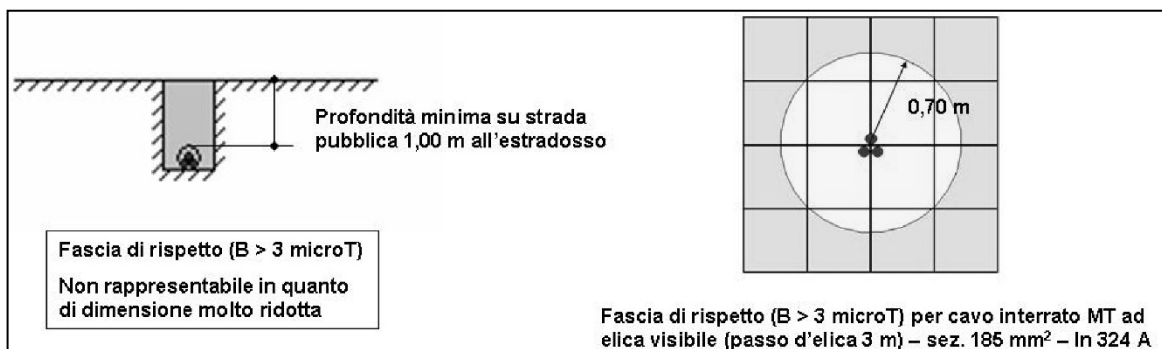 Profondità minima su strada
pubblica 1,00 m all'estradosso
Fascia di rispetto (B > 3 microT)
Non rappresentabile in quanto
di dimensione molto ridotta
0,70 m
Fascia di rispetto (B > 3 microT) per cavo interrato MT ad
elica visibile (passo d'elica 3 m) – sez. 185 mm² – In 324 A